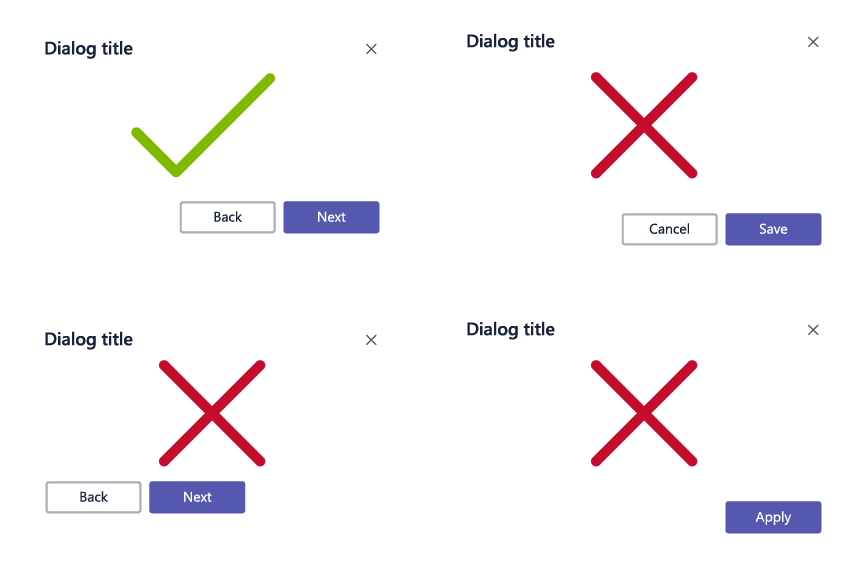 Dialog title
Back
Next
Dialog title
Cancel
Save
Dialog title
Back
Next
Dialog title
Apply